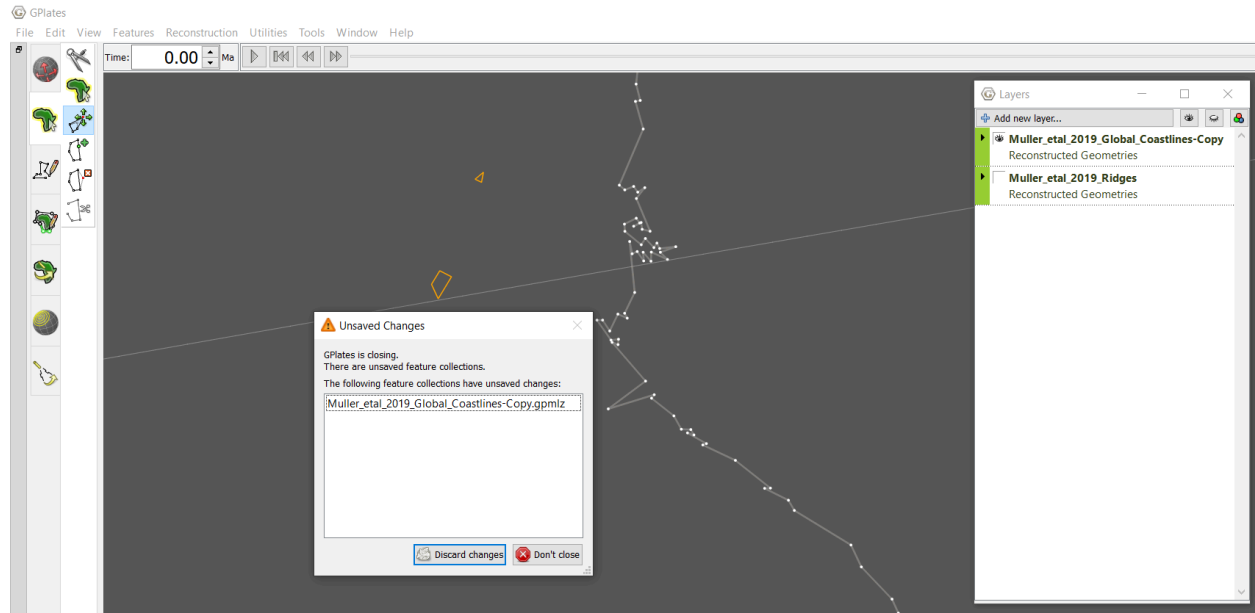 GPlates
File Edit View Features Reconstruction Utilities Tools Window Help
Time: 0.00 Ma
Layers
Add new layer...
Muller_etal_2019_Global_Coastlines-Copy
Reconstructed Geometries
Muller_etal_2019_Ridges
Reconstructed Geometries
Unsaved Changes
GPlates is closing.
There are unsaved feature collections.
The following feature collections have unsaved changes:
Muller_etal_2019_Global_Coastlines-Copy.gpmlz
Discard changes Don't close